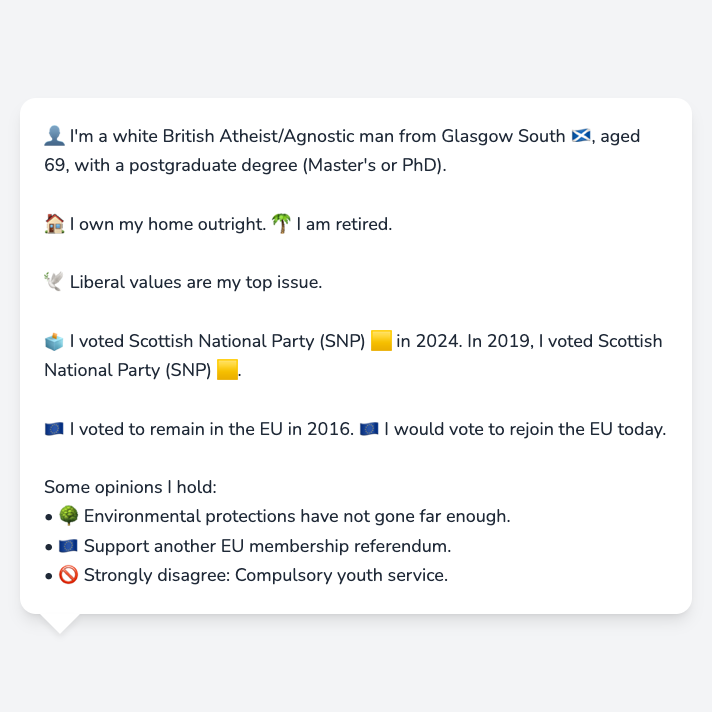 👤 I'm a white British Atheist/Agnostic man from Glasgow South 🏴󠁧󠁢󠁳󠁣󠁴󠁿, aged
69, with a postgraduate degree (Master's or PhD).
🏠 I own my home outright. 🌴 I am retired.
🕊️ Liberal values are my top issue.
🗳️ I voted Scottish National Party (SNP) 🟨 in 2024. In 2019, I voted Scottish
National Party (SNP) 🟨.
🇪🇺 I voted to remain in the EU in 2016. 🇪🇺 I would vote to rejoin the EU today.
Some opinions I hold:
• 🌳 Environmental protections have not gone far enough.
• 🇪🇺 Support another EU membership referendum.
• 🚫 Strongly disagree: Compulsory youth service.